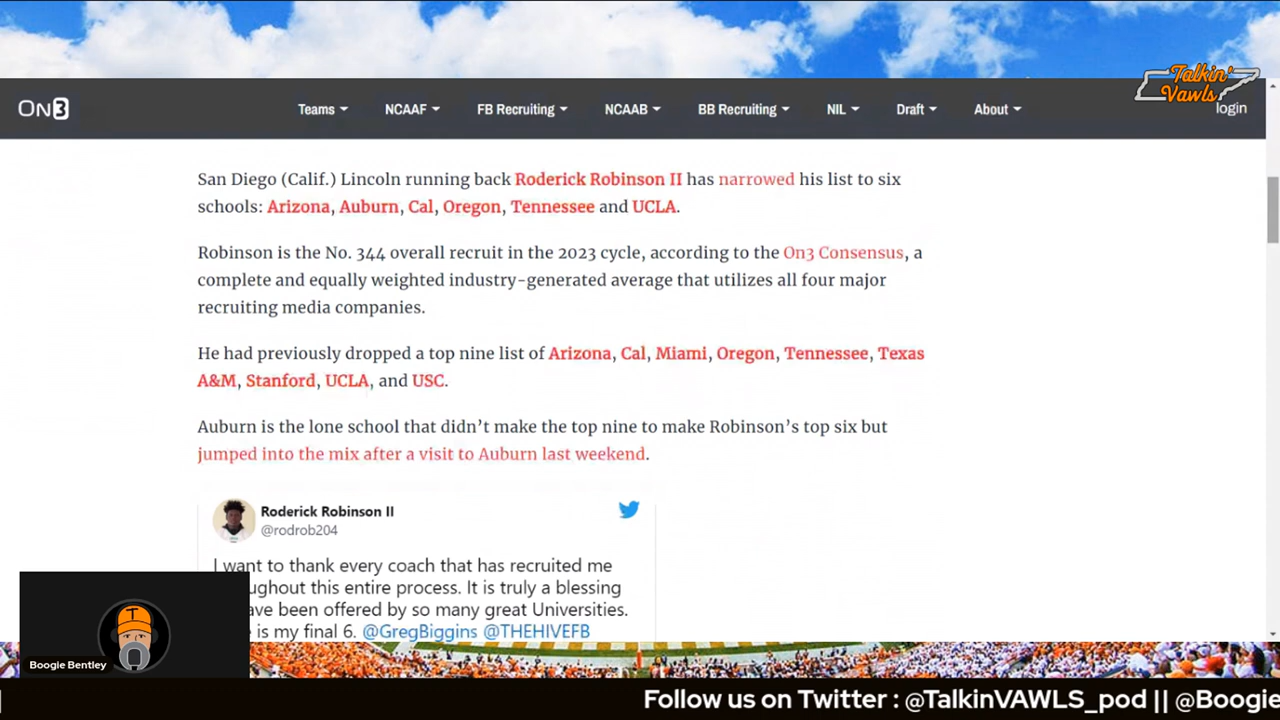 Talkin'
Vawls
ON3
Teams
NCAAF
FB Recruiting
NCAAB
BB Recruiting
NIL
Draft
About
login
San Diego (Calif.) Lincoln running back Roderick Robinson II has narrowed his list to six
schools: Arizona, Auburn, Cal, Oregon, Tennessee and UCLA.
Robinson is the No. 344 overall recruit in the 2023 cycle, according to the On3 Consensus, a
complete and equally weighted industry-generated average that utilizes all four major
recruiting media companies.
He had previously dropped a top nine list of Arizona, Cal, Miami, Oregon, Tennessee, Texas
A&M, Stanford, UCLA, and USC.
Auburn is the lone school that didn't make the top nine to make Robinson's top six but
jumped into the mix after a visit to Auburn last weekend.
Roderick Robinson II
@rodrob204
I want to thank every coach that has recruited me
ughout this entire process. It is truly a blessing
ave been offered by so many great Universities.
is my final 6. @GregBiggins @THEHIVEFB
T
Boogie Bentley
Follow us on Twitter : @TalkinVAWLS_pod || @Boogie